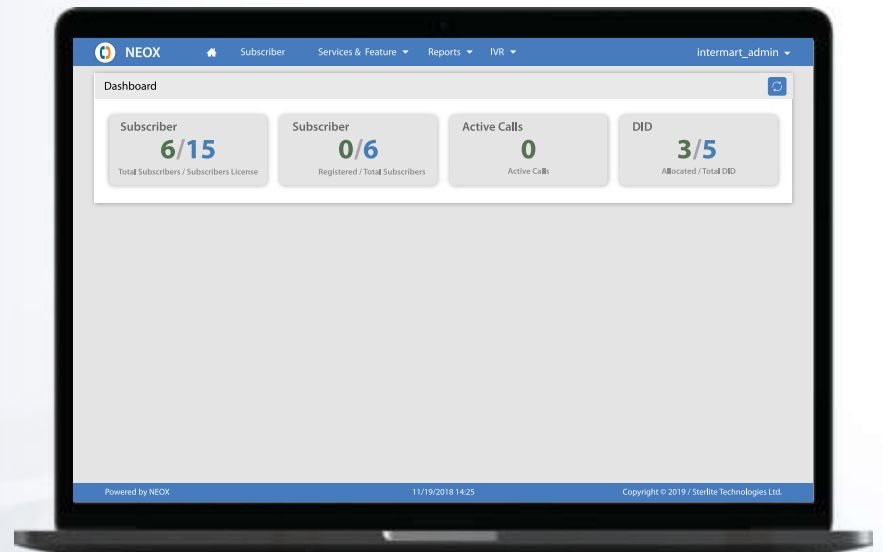 NEOX Subscriber Services & Feature Reports IVR intermart_admin
Dashboard
Subscriber
6/15
Total Subscribers / Subscribers License
Subscriber
0/6
Registered / Total Subscribers
Active Calls
0
Active Calls
DID
3/5
Allocated / Total DID
Powered by NEOX 11/19/2018 14:25 Copyright © 2019 / Sterlite Technologies Ltd.